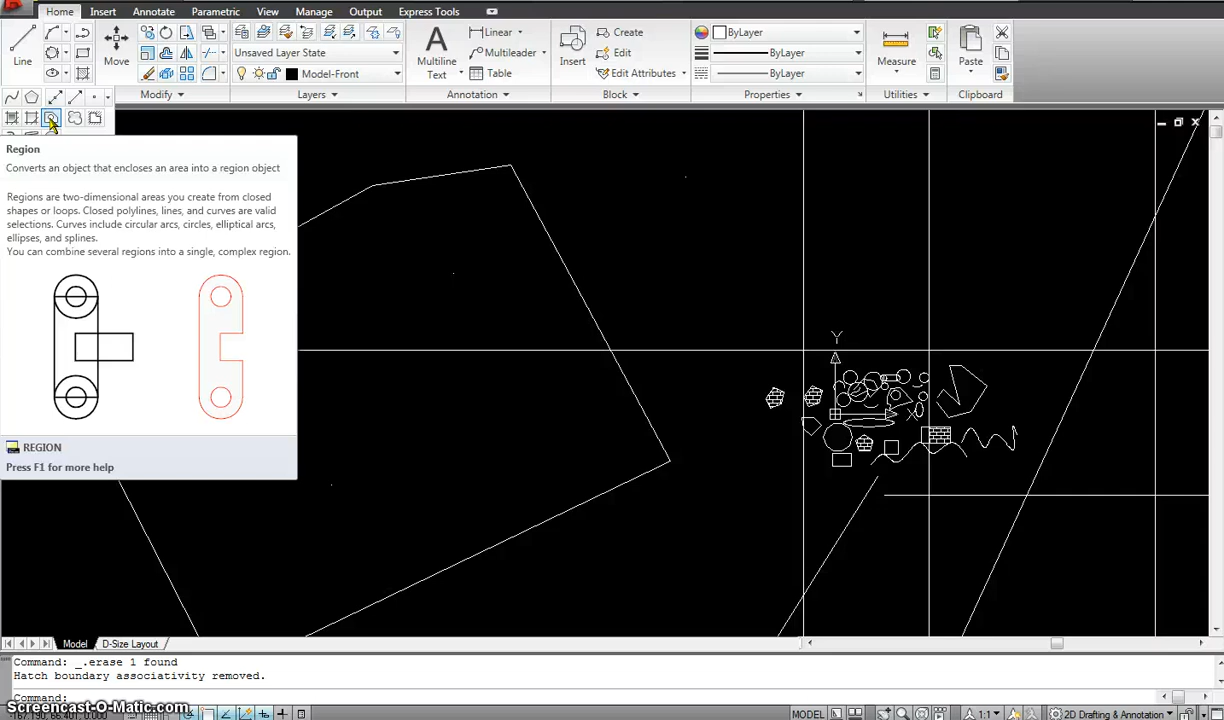 Home Insert Annotate Parametric View Manage Output Express Tools
Line
Move
Modify
Unsaved Layer State
Model-Front
Layers
A
Multiline
Text
Linear
Multileader
Table
Annotation
Insert
Create
Edit
Edit Attributes
Block
ByLayer
ByLayer
ByLayer
Properties
Measure
Utilities
Paste
Clipboard
Region
Converts an object that encloses an area into a region object
Regions are two-dimensional areas you create from closed
shapes or loops. Closed polylines, lines, and curves are valid
selections. Curves include circular arcs, circles, elliptical arcs,
ellipses, and splines.
You can combine several regions into a single, complex region.
REGION
Press F1 for more help
Y
X
Model D-Size Layout
Command: _.erase 1 found
Hatch boundary associativity removed.
Command:
Screencast-O-Matic.com
MODEL
1:1
2D Drafting & Annotation